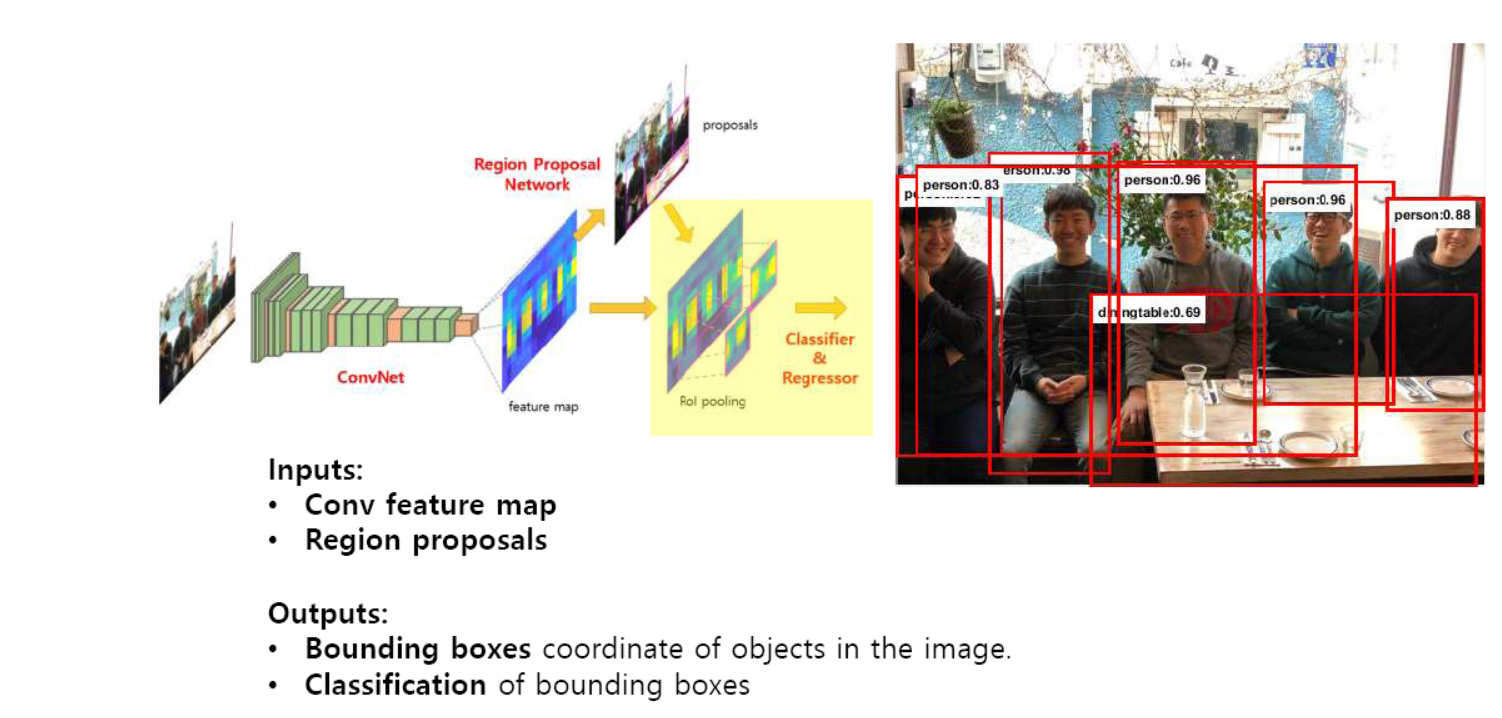 proposals
Region Proposal
Network
ConvNet
feature map
RoI pooling
Classifier
&
Regressor
Cafe
person:0.83
person:0.96
person:0.96
person:0.88
diningtable:0.69
Inputs:
• Conv feature map
• Region proposals
Outputs:
• Bounding boxes coordinate of objects in the image.
• Classification of bounding boxes